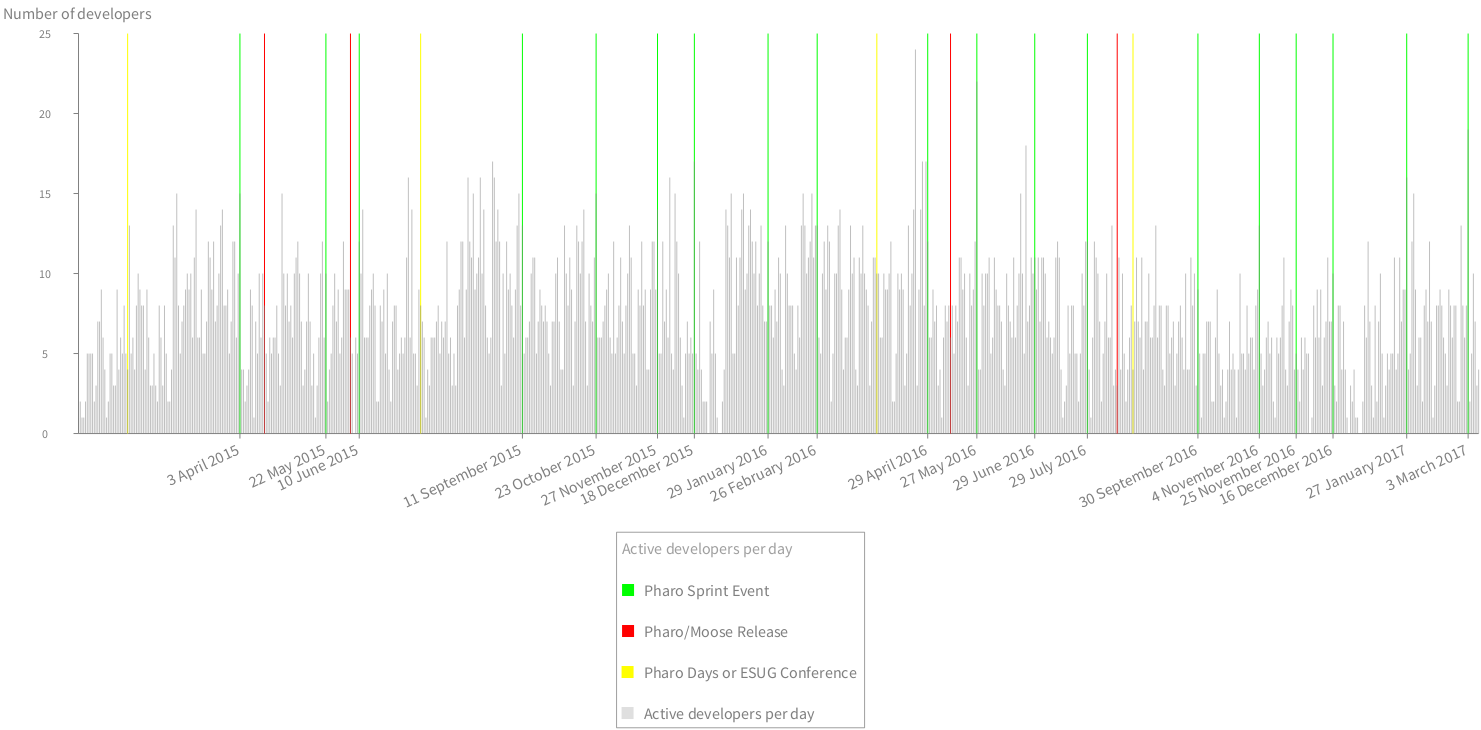 Number of developers
25
20
15
10
5
0
3 April 2015
22 May 2015
10 June 2015
11 September 2015
23 October 2015
27 November 2015
18 December 2015
29 January 2016
26 February 2016
29 April 2016
27 May 2016
29 June 2016
29 July 2016
30 September 2016
4 November 2016
25 November 2016
16 December 2016
27 January 2017
3 March 2017
Active developers per day
Pharo Sprint Event
Pharo/Moose Release
Pharo Days or ESUG Conference
Active developers per day